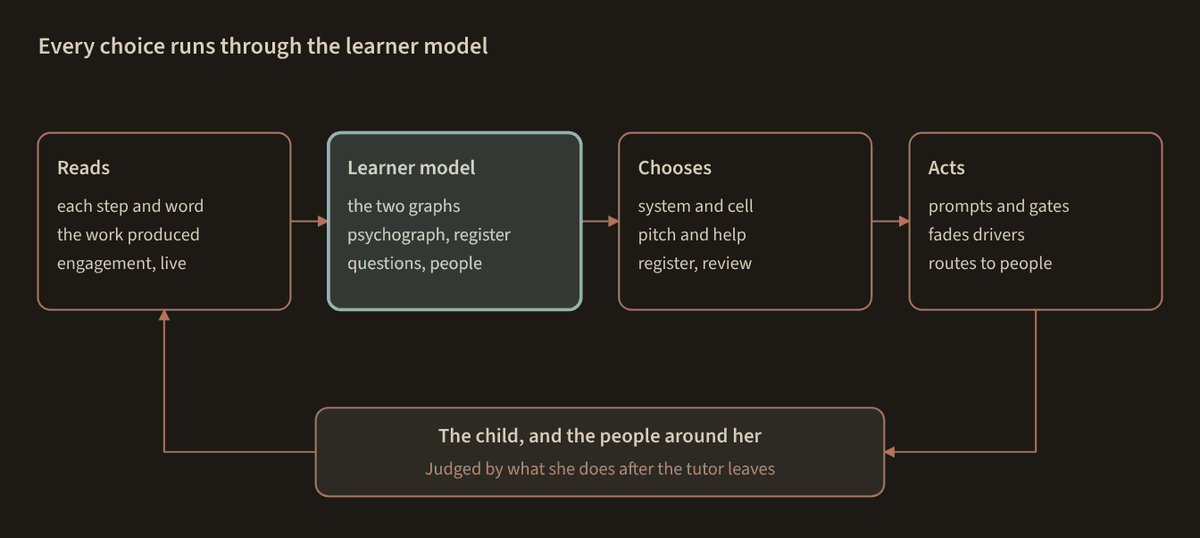 Every choice runs through the learner model
Reads
each step and word
the work produced
engagement, live
Learner model
the two graphs
psychograph, register
questions, people
Chooses
system and cell
pitch and help
register, review
Acts
prompts and gates
fades drivers
routes to people
The child, and the people around her
Judged by what she does after the tutor leaves